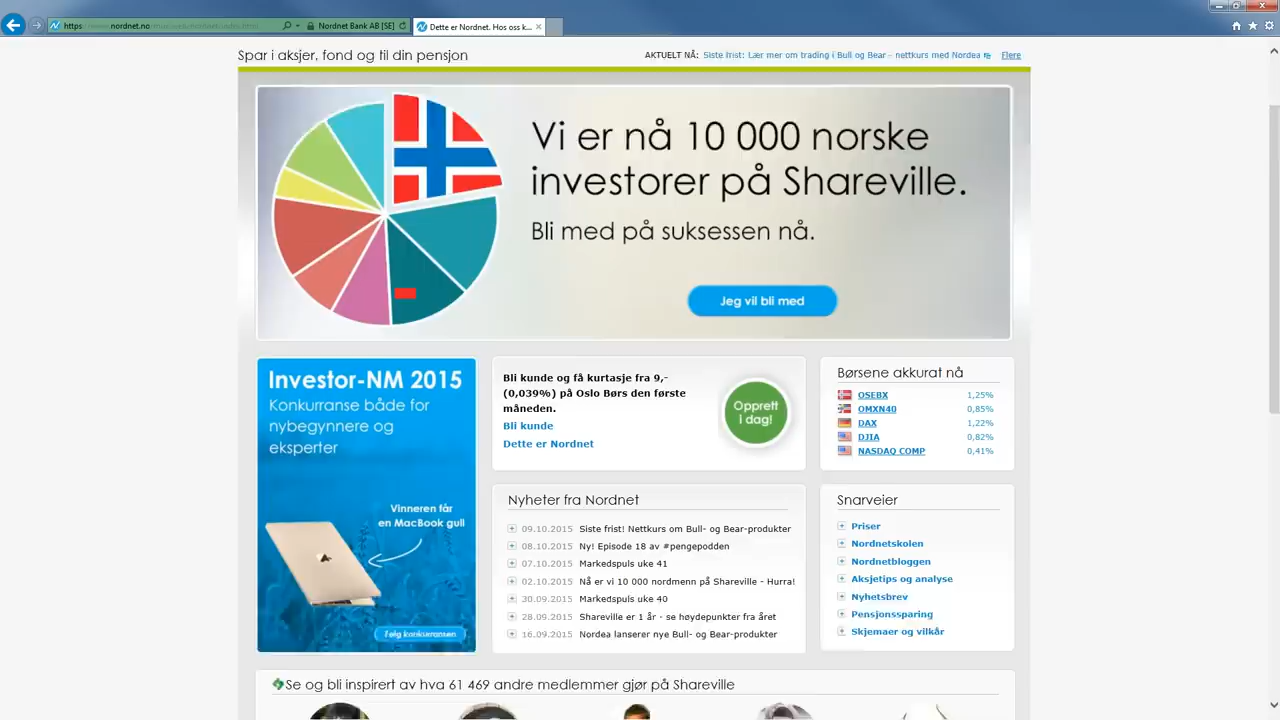 https://www.nordnet.no
Nordnet Bank AB [SE]
Dette er Nordnet. Hos oss k...
Spar i aksjer, fond og til din pensjon
AKTUELT NÅ: Siste frist: Lær mer om trading i Bull og Bear – nettkurs med Nordea
Flere
Vi er nå 10 000 norske
investorer på Shareville.
Bli med på suksessen nå.
Jeg vil bli med
Investor-NM 2015
Konkurranse både for
nybegynnere og
eksperter
Vinneren får
en MacBook gull
Følg konkurransen
Bli kunde og få kurtasje fra 9,-
(0,039%) på Oslo Børs den første
måneden.
Bli kunde
Dette er Nordnet
Opprett
i dag!
Børsene akkurat nå
OSEBX 1,25%
OMXN40 0,85%
DAX 1,22%
DJIA 0,82%
NASDAQ COMP 0,41%
Nyheter fra Nordnet
09.10.2015 Siste frist! Nettkurs om Bull- og Bear-produkter
08.10.2015 Ny! Episode 18 av #pengepodden
07.10.2015 Markedspuls uke 41
02.10.2015 Nå er vi 10 000 nordmenn på Shareville - Hurra!
30.09.2015 Markedspuls uke 40
28.09.2015 Shareville er 1 år - se høydepunkter fra året
16.09.2015 Nordea lanserer nye Bull- og Bear-produkter
Snarveier
Priser
Nordnetskolen
Nordnetbloggen
Aksjetips og analyse
Nyhetsbrev
Pensjonssparing
Skjemaer og vilkår
Se og bli inspirert av hva 61 469 andre medlemmer gjør på Shareville